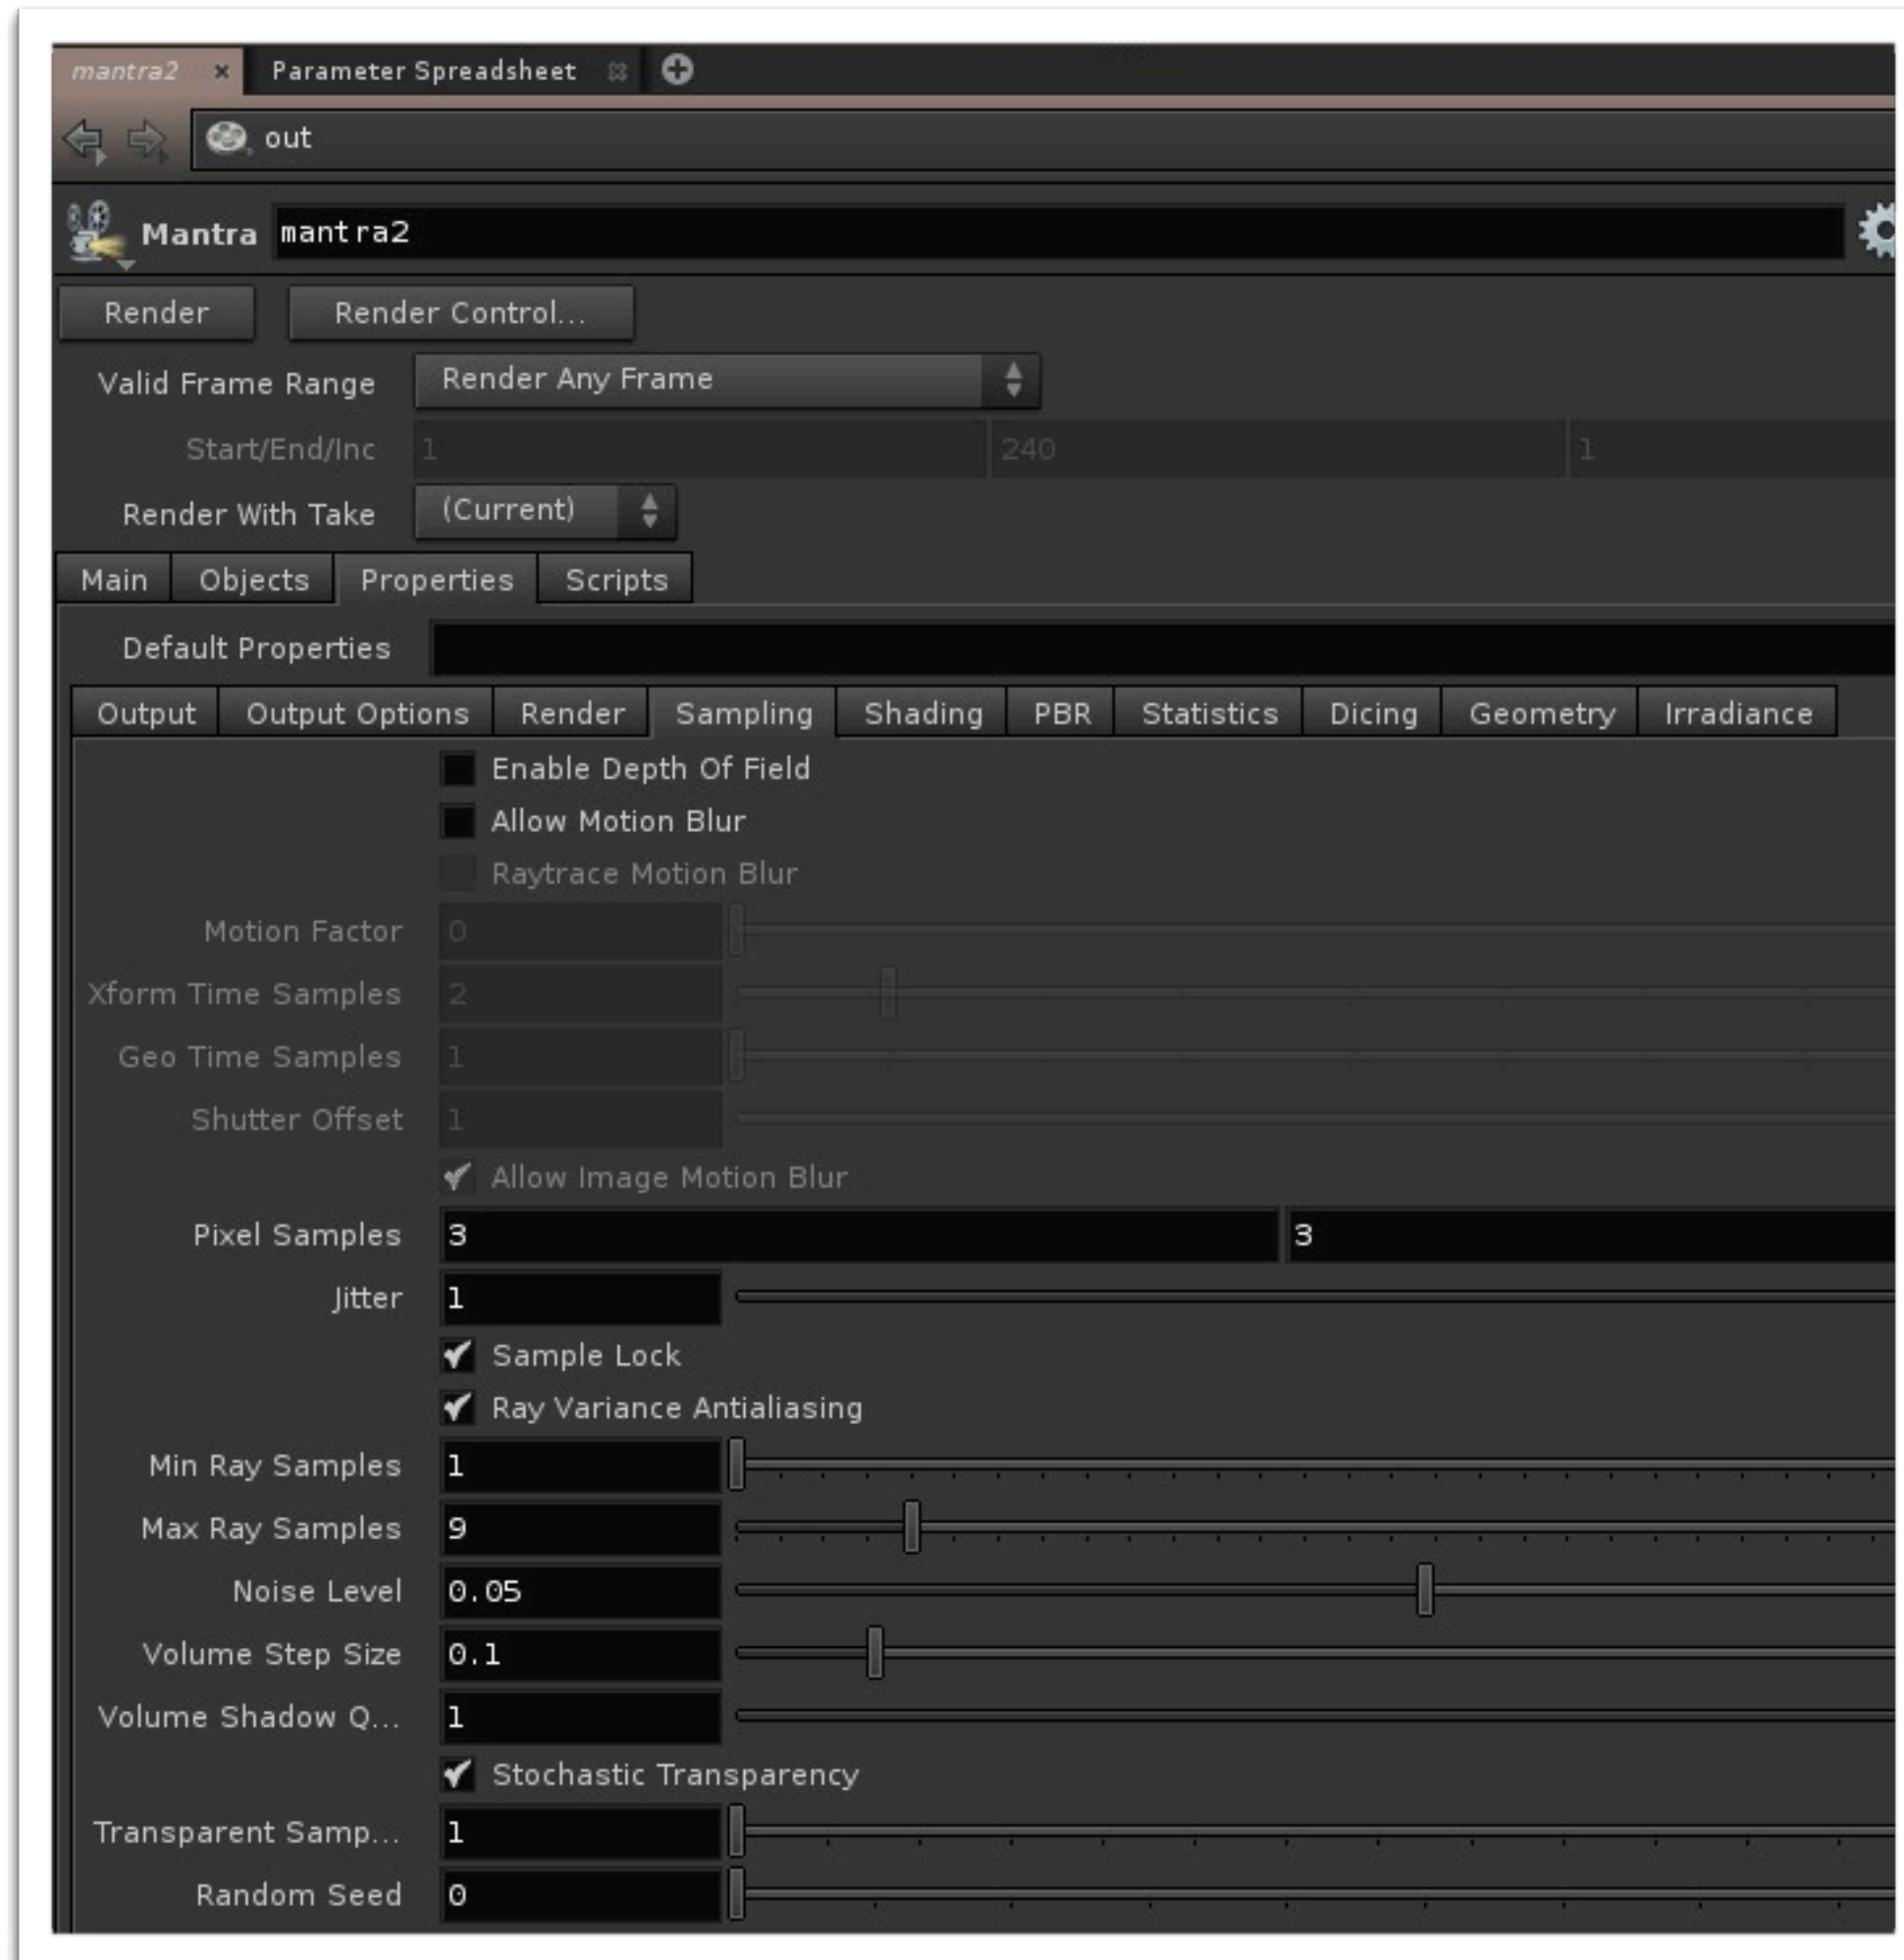 mantra2 Parameter Spreadsheet
out
Mantra mantra2
Render Render Control...
Valid Frame Range Render Any Frame
Start/End/Inc 1 240 1
Render With Take (Current)
Main Objects Properties Scripts
Default Properties
Output Output Options Render Sampling Shading PBR Statistics Dicing Geometry Irradiance
Enable Depth Of Field
Allow Motion Blur
Raytrace Motion Blur
Motion Factor 0
Xform Time Samples 2
Geo Time Samples 1
Shutter Offset 1
Allow Image Motion Blur
Pixel Samples 3 3
Jitter 1
Sample Lock
Ray Variance Antialiasing
Min Ray Samples 1
Max Ray Samples 9
Noise Level 0.05
Volume Step Size 0.1
Volume Shadow Q... 1
Stochastic Transparency
Transparent Samp... 1
Random Seed 0